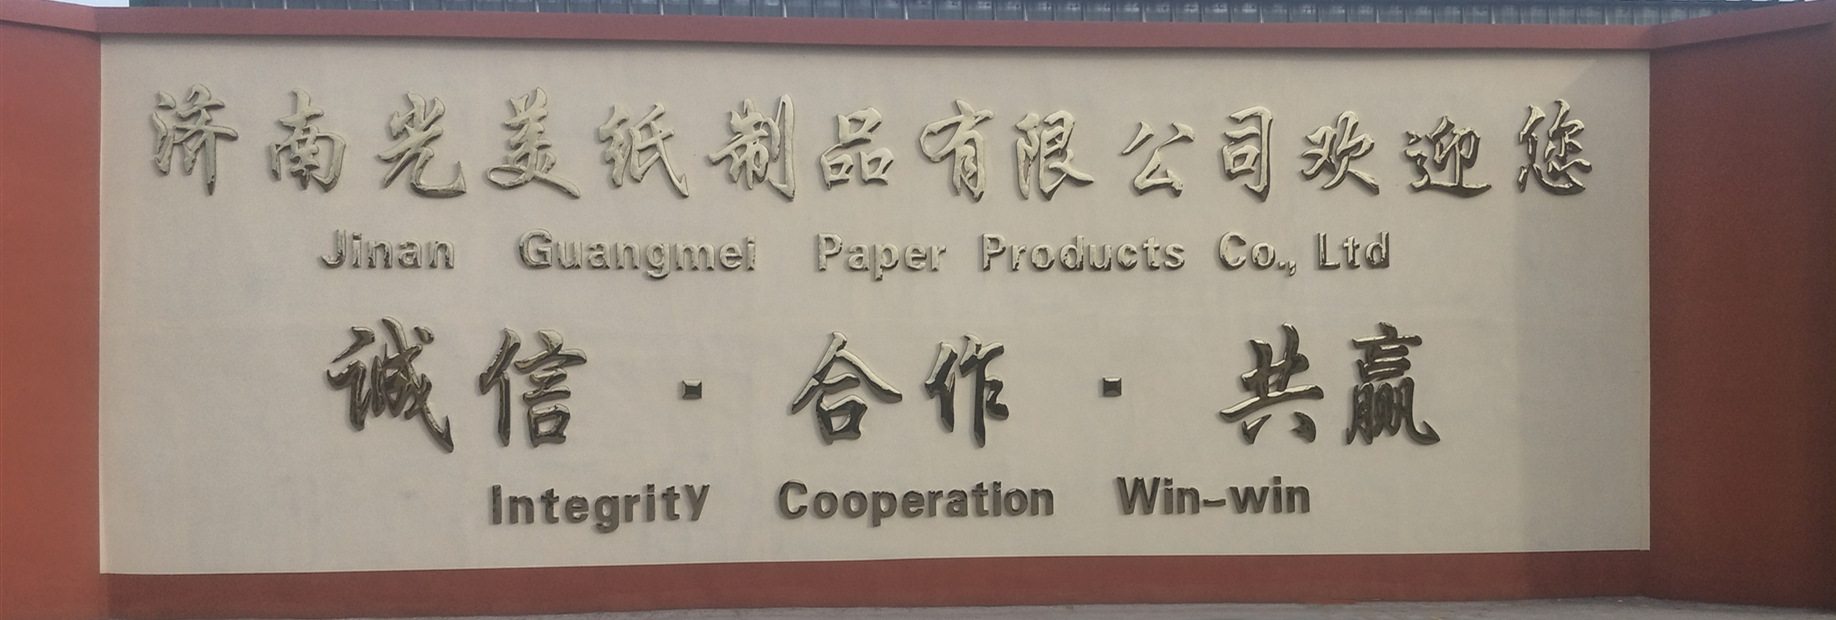 济南光美纸制品有限公司欢迎您
Jinan Guangmei Paper Products Co., Ltd
诚信·合作·共赢
Integrity Cooperation Win-win